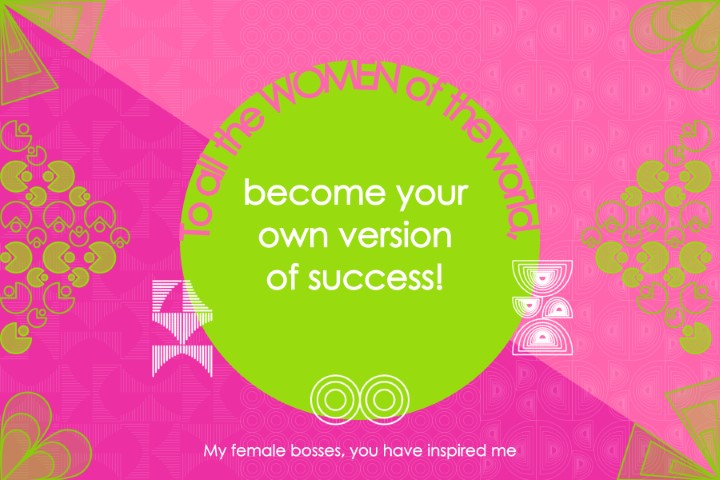 To all the WOMEN of the world,
become your
own version
of success!
My female bosses, you have inspired me